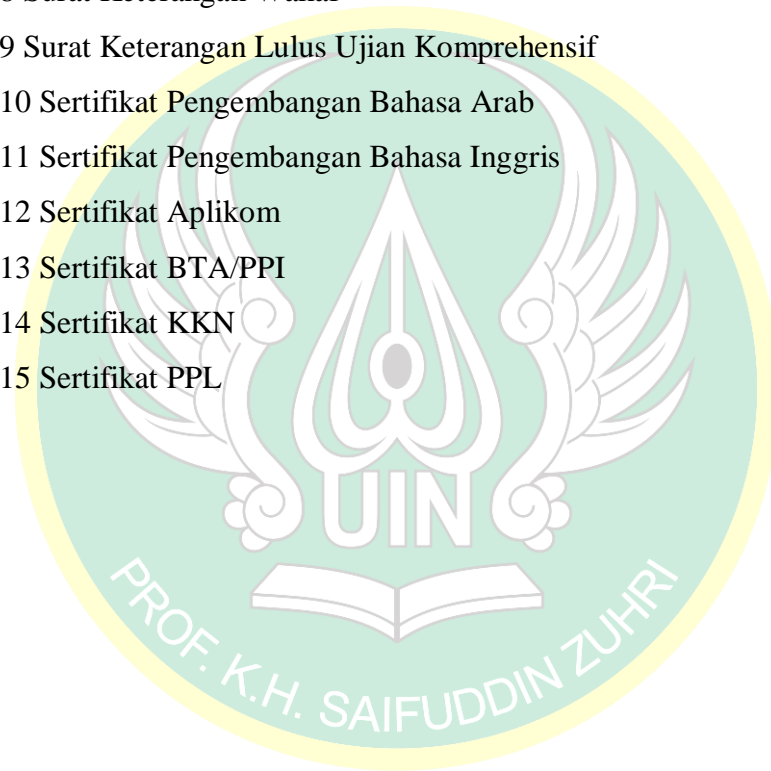 9 Surat Keterangan Lulus Ujian Komprehensif
10 Sertifikat Pengembangan Bahasa Arab
11 Sertifikat Pengembangan Bahasa Inggris
12 Sertifikat Aplikom
13 Sertifikat BTA/PPI
14 Sertifikat KKN
15 Sertifikat PPL
UIN
PROF. K.H. SAIFUDDIN ZUHRI